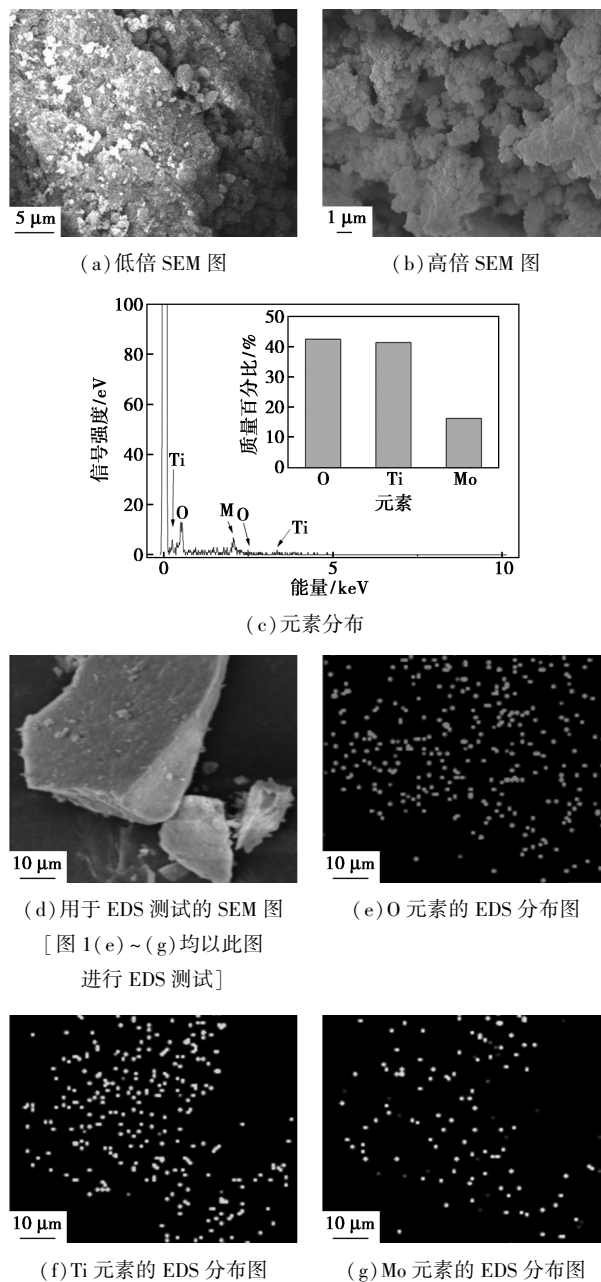 5 μm
1 μm
(a)低倍 SEM 图
(b)高倍 SEM 图
100
80
60
40
20
0
信号强度/eV
Ti
O
M O
Ti
50
40
30
20
10
0
质量百分比/%
O Ti Mo
元素
0 5 10
能量/keV
(c)元素分布
10 μm
10 μm
(d)用于 EDS 测试的 SEM 图
[图 1(e)~(g)均以此图
进行 EDS 测试]
(e)O 元素的 EDS 分布图
10 μm
10 μm
(f)Ti 元素的 EDS 分布图
(g)Mo 元素的 EDS 分布图